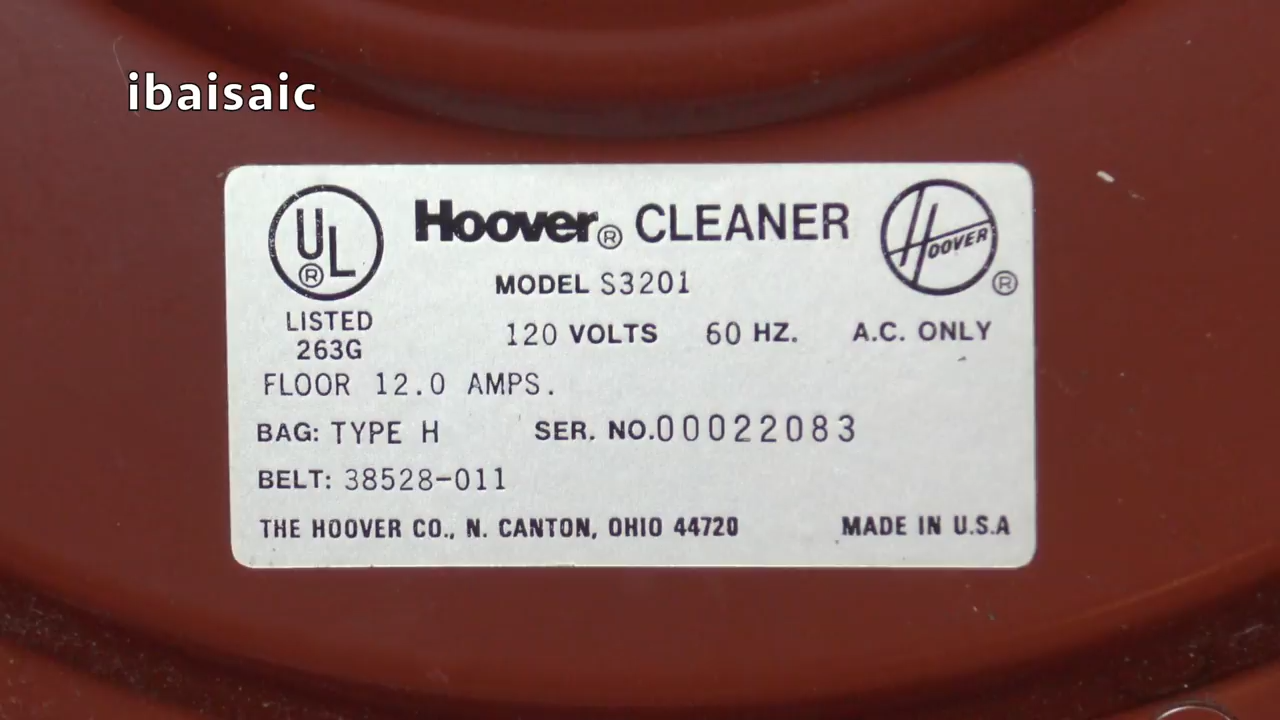 ibaisaic
UL®
Hoover® CLEANER
HOOVER®
MODEL S3201
LISTED
263G
120 VOLTS 60 HZ. A.C. ONLY
FLOOR 12.0 AMPS.
BAG: TYPE H SER. NO.00022083
BELT: 38528-011
THE HOOVER CO., N. CANTON, OHIO 44720 MADE IN U.S.A